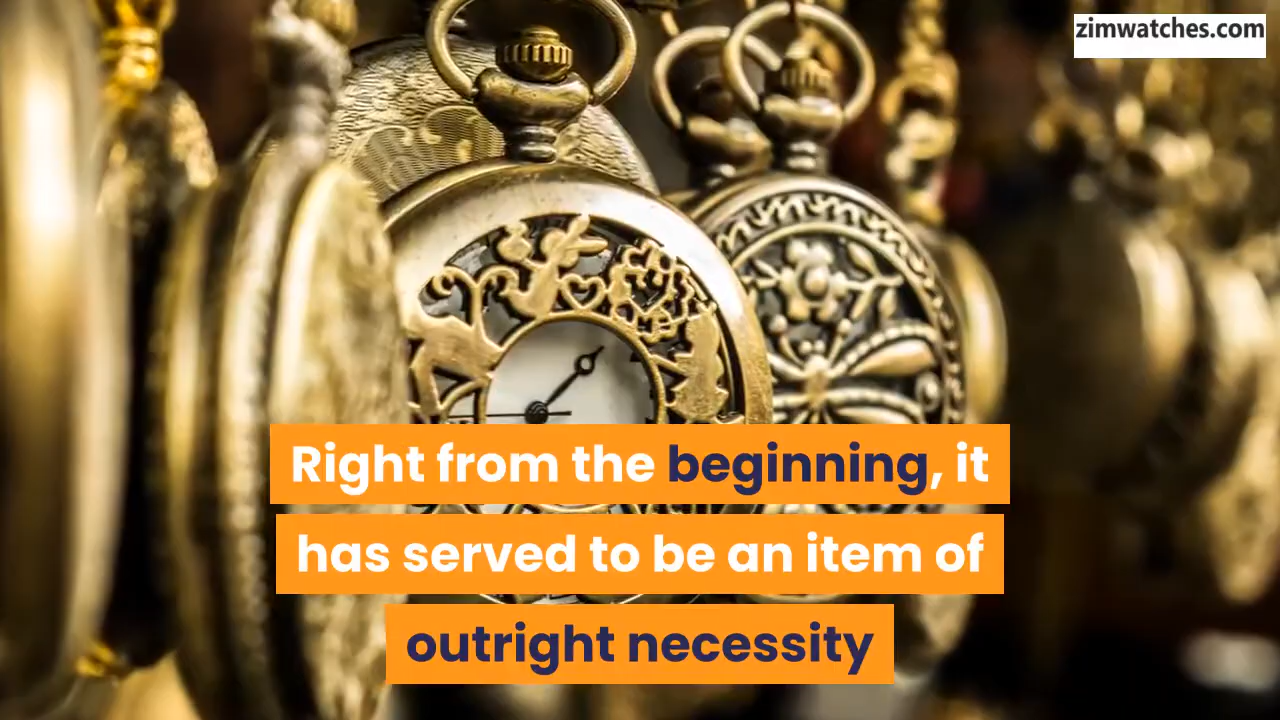 zimwatches.com
Right from the beginning, it
has served to be an item of
outright necessity